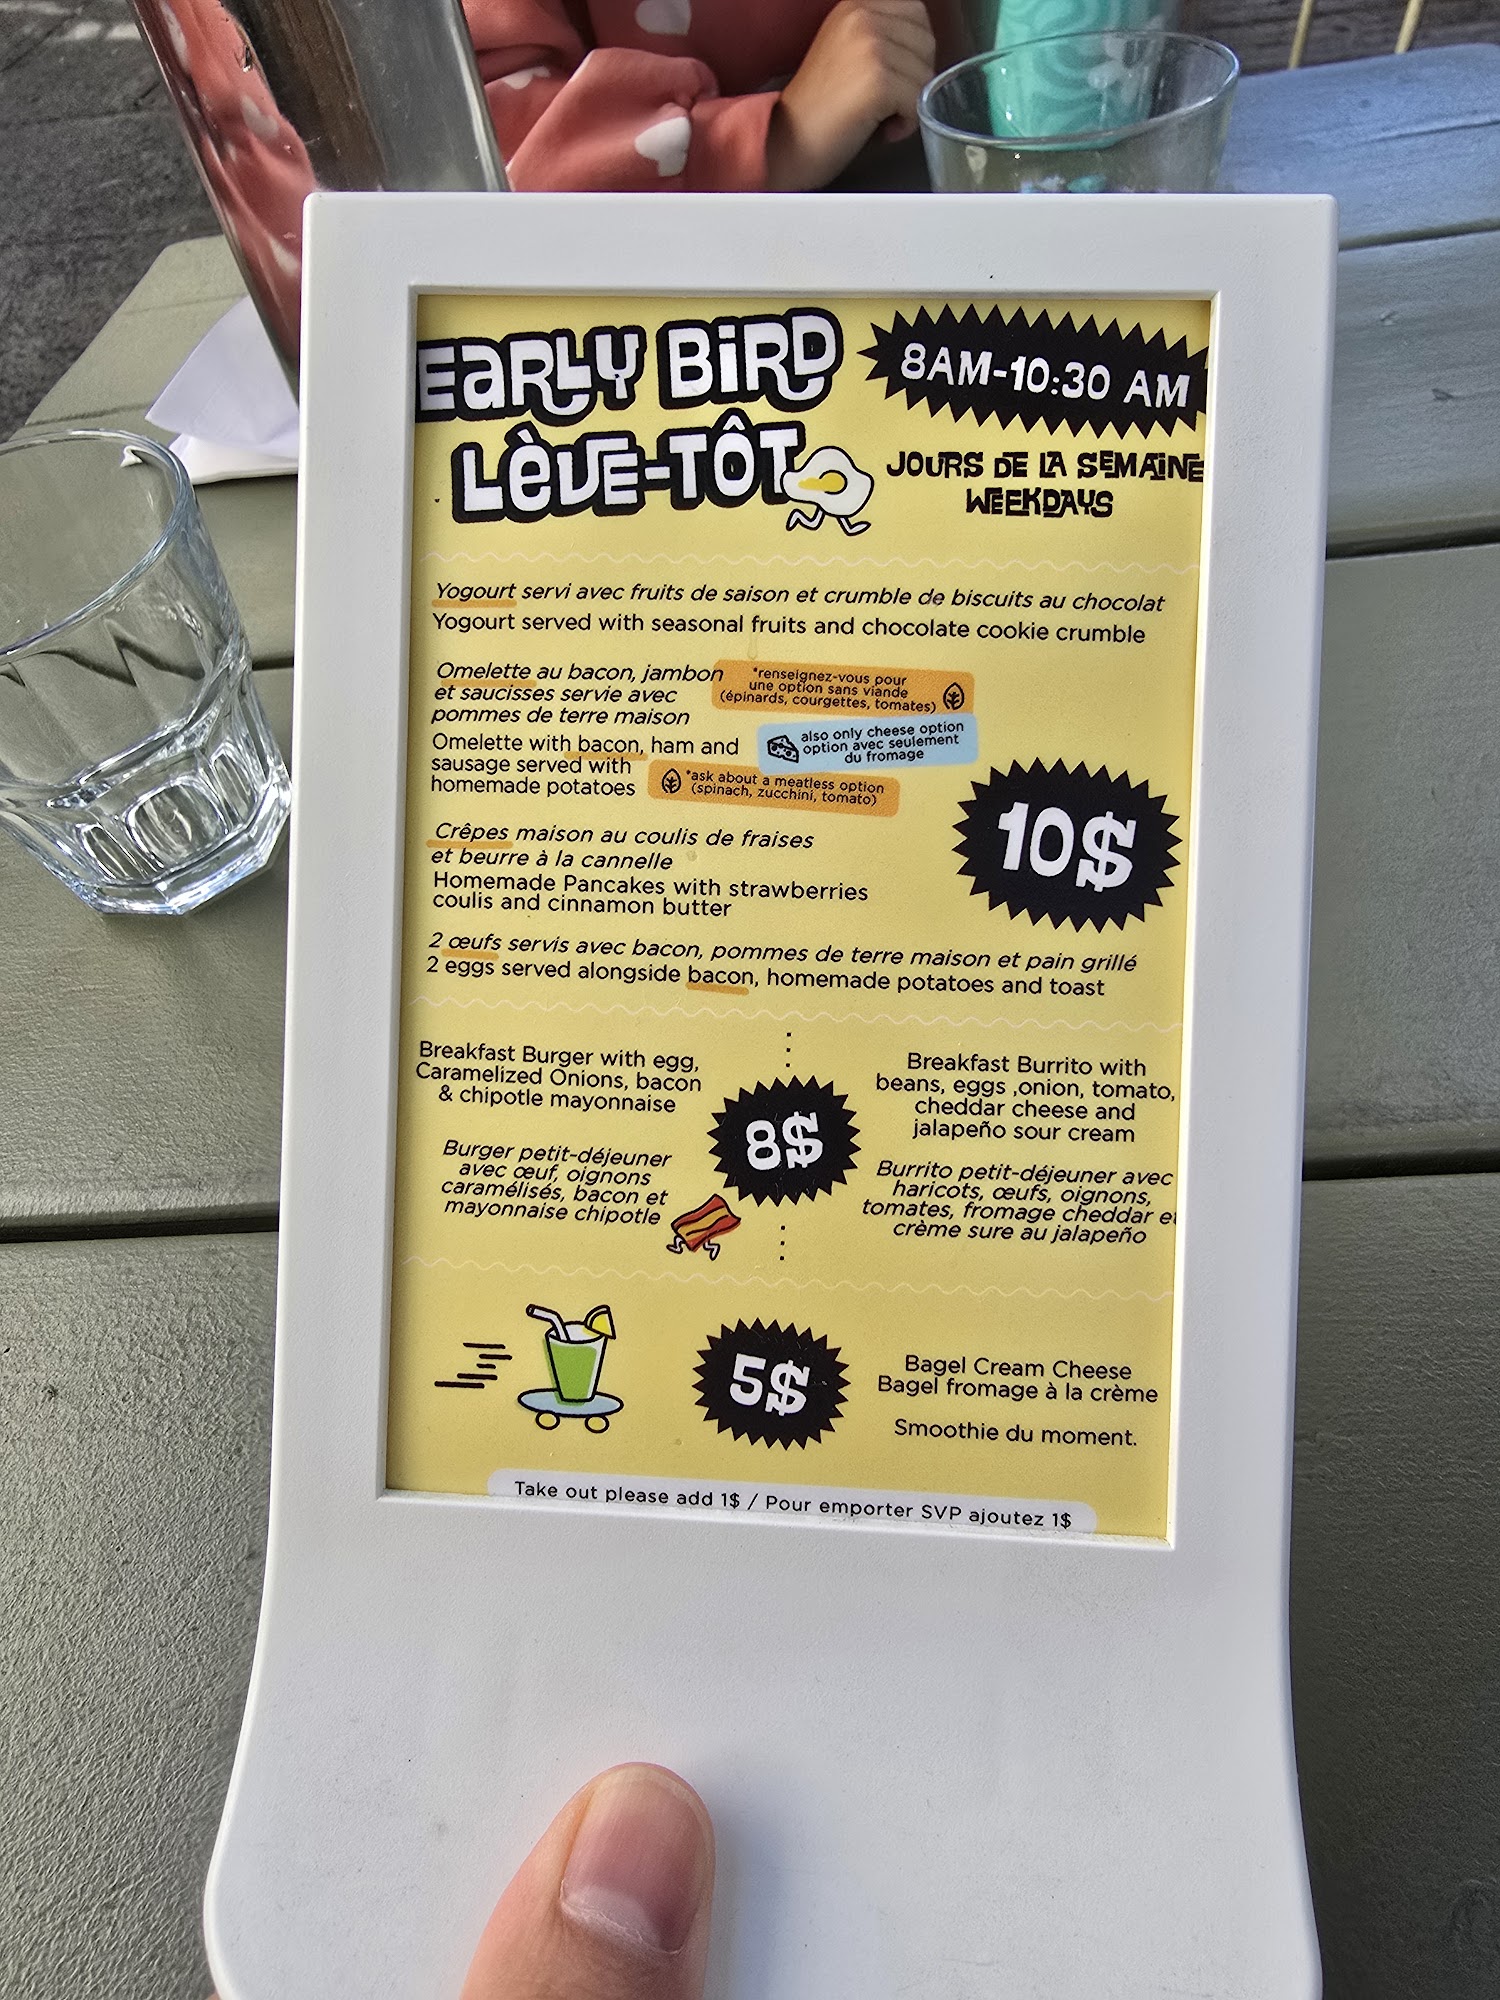 EARLY BIRD
LÈVE-TÔT
8AM-10:30 AM
JOURS DE LA SEMAINE
WEEKDAYS
Yogourt servi avec fruits de saison et crumble de biscuits au chocolat
Yogourt served with seasonal fruits and chocolate cookie crumble
Omelette au bacon, jambon
et saucisses servie avec
pommes de terre maison
*renseignez-vous pour
une option sans viande
(épinards, courgettes, tomates)
Omelette with bacon, ham and
sausage served with
homemade potatoes
also only cheese option
option avec seulement
du fromage
*ask about a meatless option
(spinach, zucchini, tomato)
Crêpes maison au coulis de fraises
et beurre à la cannelle
Homemade Pancakes with strawberries
coulis and cinnamon butter
10$
2 œufs servis avec bacon, pommes de terre maison et pain grillé
2 eggs served alongside bacon, homemade potatoes and toast
Breakfast Burger with egg,
Caramelized Onions, bacon
& chipotle mayonnaise
Burger petit-déjeuner
avec œuf, oignons
caramélisés, bacon et
mayonnaise chipotle
8$
Breakfast Burrito with
beans, eggs ,onion, tomato,
cheddar cheese and
jalapeño sour cream
Burrito petit-déjeuner avec
haricots, œufs, oignons,
tomates, fromage cheddar et
crème sure au jalapeño
5$
Bagel Cream Cheese
Bagel fromage à la crème
Smoothie du moment.
Take out please add 1$ / Pour emporter SVP ajoutez 1$